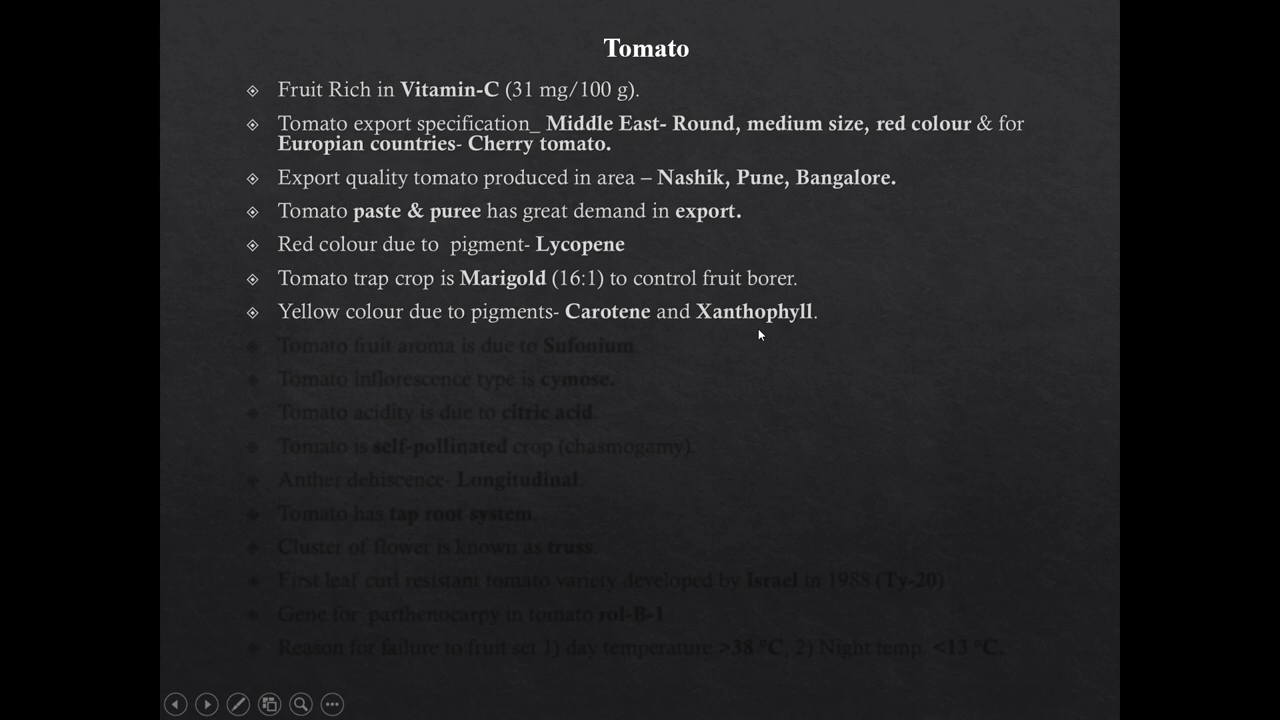 Tomato
Fruit Rich in Vitamin-C (31 mg/100 g).
Tomato export specification_ Middle East- Round, medium size, red colour & for
Europian countries- Cherry tomato.
Export quality tomato produced in area – Nashik, Pune, Bangalore.
Tomato paste & puree has great demand in export.
Red colour due to  pigment- Lycopene
Tomato trap crop is Marigold (16:1) to control fruit borer.
Yellow colour due to pigments- Carotene and Xanthophyll.
Tomato fruit aroma is due to Sufonium
Tomato inflorescence type is cymose.
Tomato acidity is due to citric acid.
Tomato is self-pollinated crop (chasmogamy).
Anther dehiscence- Longitudinal.
Tomato has tap root system.
Cluster of flower is known as truss.
First leaf curl resistant tomato variety developed by Israel in 1988 (Ty-20)
Gene for  parthenocarpy in tomato rol-B-1
Reason for failure to fruit set 1) day temperature >38 °C, 2) Night temp. <13 °C.